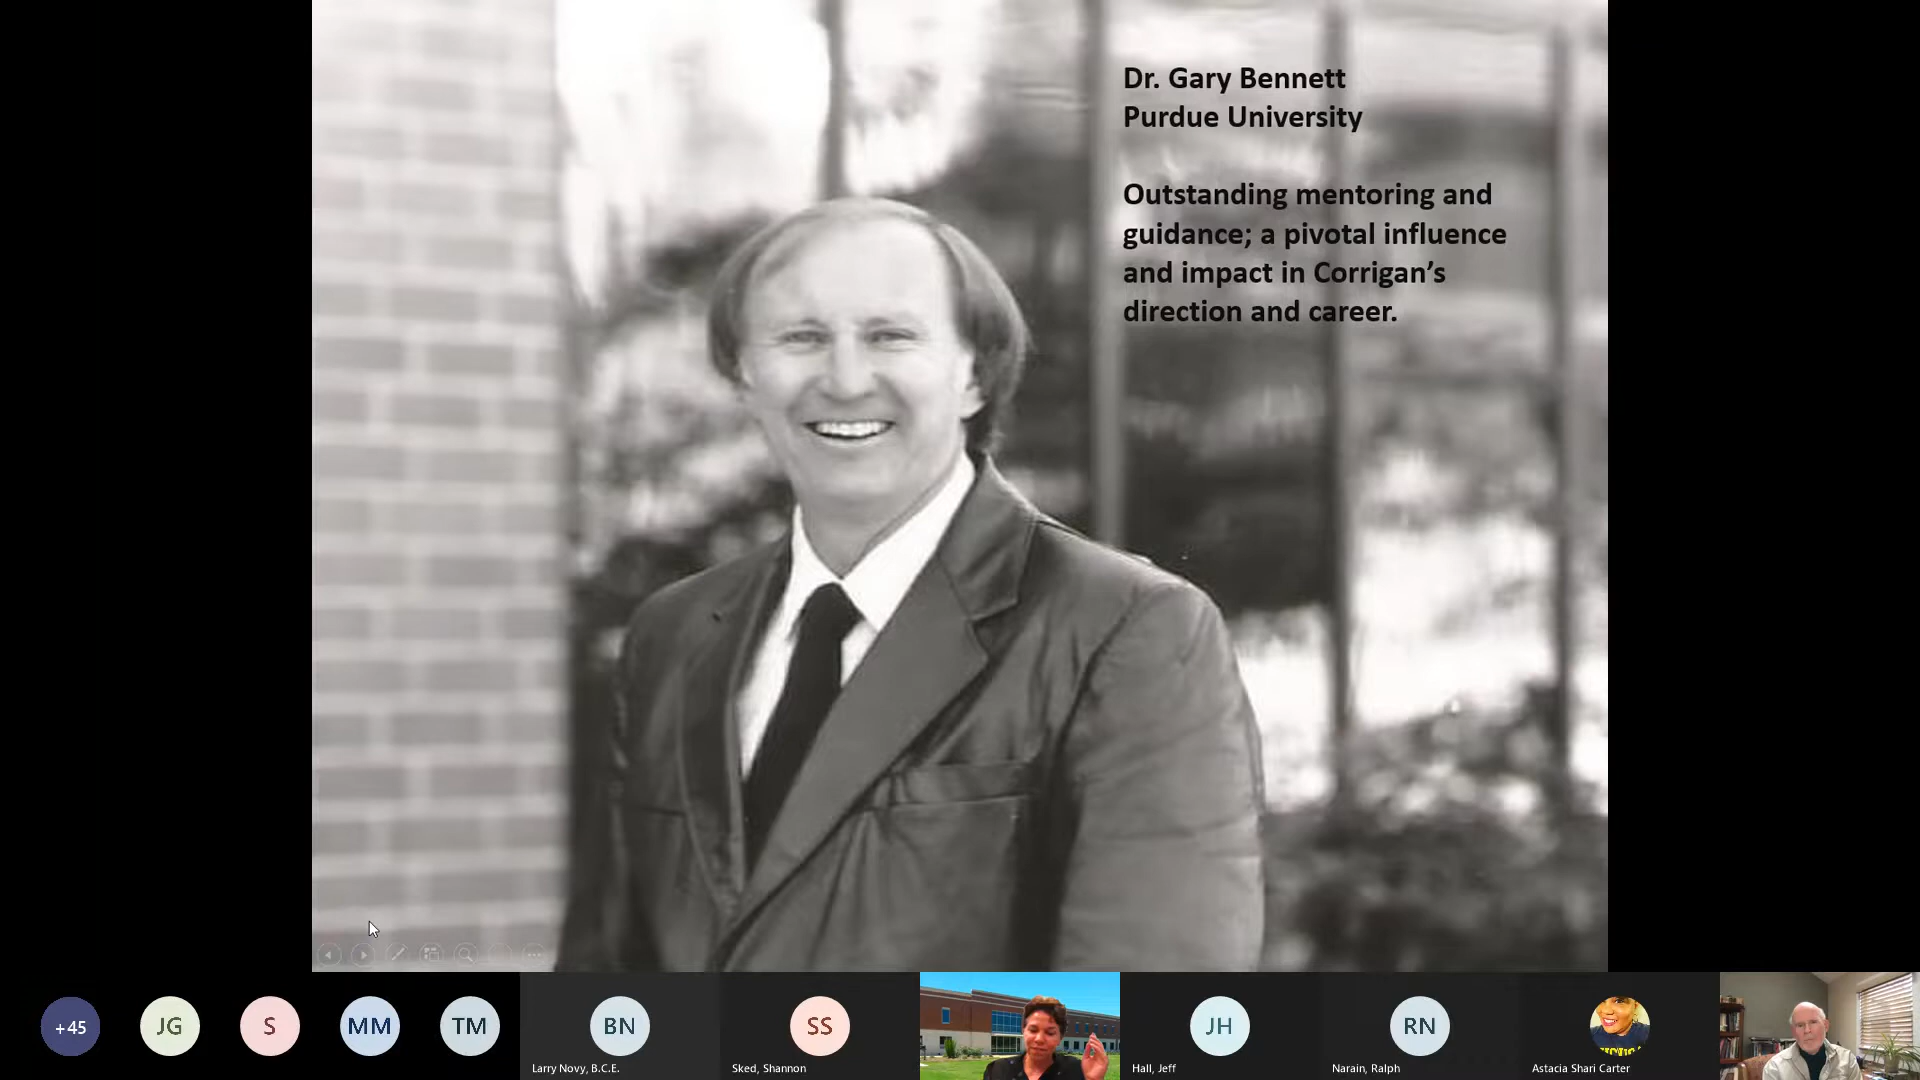 Dr. Gary Bennett
Purdue University
Outstanding mentoring and
guidance; a pivotal influence
and impact in Corrigan’s
direction and career.
+45
JG
S
MM
TM
BN
Larry Novy, B.C.E.
SS
Sked, Shannon
JH
Hall, Jeff
RN
Narain, Ralph
Astacia Shari Carter